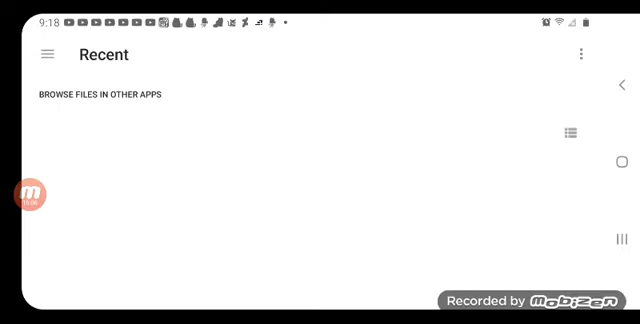 9:18
Recent
BROWSE FILES IN OTHER APPS
Recorded by MOBIZEN